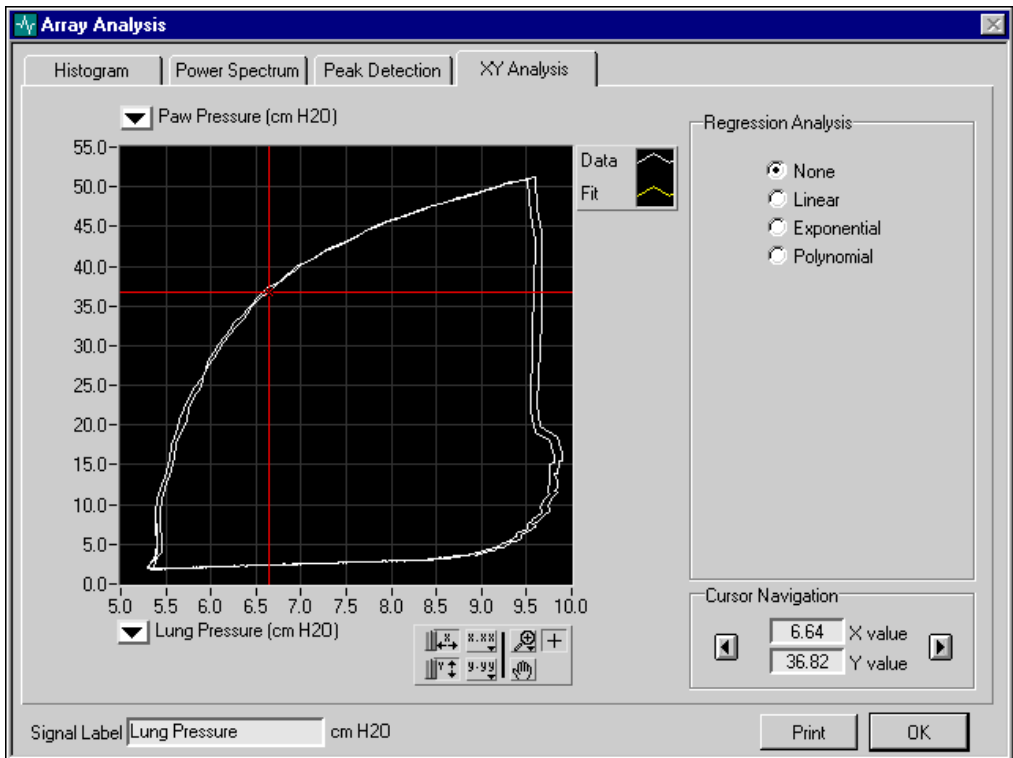 Array Analysis
Histogram
Power Spectrum
Peak Detection
XY Analysis
Paw Pressure (cm H2O)
55.0
50.0
45.0
40.0
35.0
30.0
25.0
20.0
15.0
10.0
5.0
0.0
5.0 5.5 6.0 6.5 7.0 7.5 8.0 8.5 9.0 9.5 10.0
Lung Pressure (cm H2O)
Data
Fit
X
X.XX
Y
Y.YY
Regression Analysis
None
Linear
Exponential
Polynomial
Cursor Navigation
6.64 X value
36.82 Y value
Signal Label Lung Pressure cm H2O
Print
OK